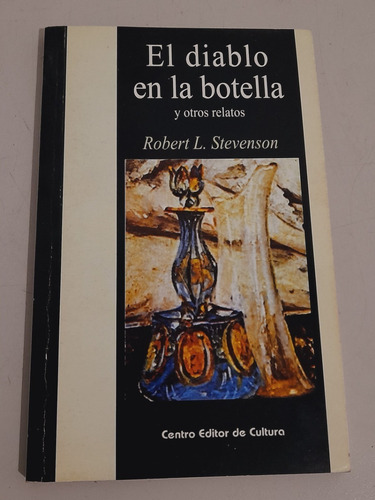 El diablo
en la botella
y otros relatos
Robert L. Stevenson
Centro Editor de Cultura